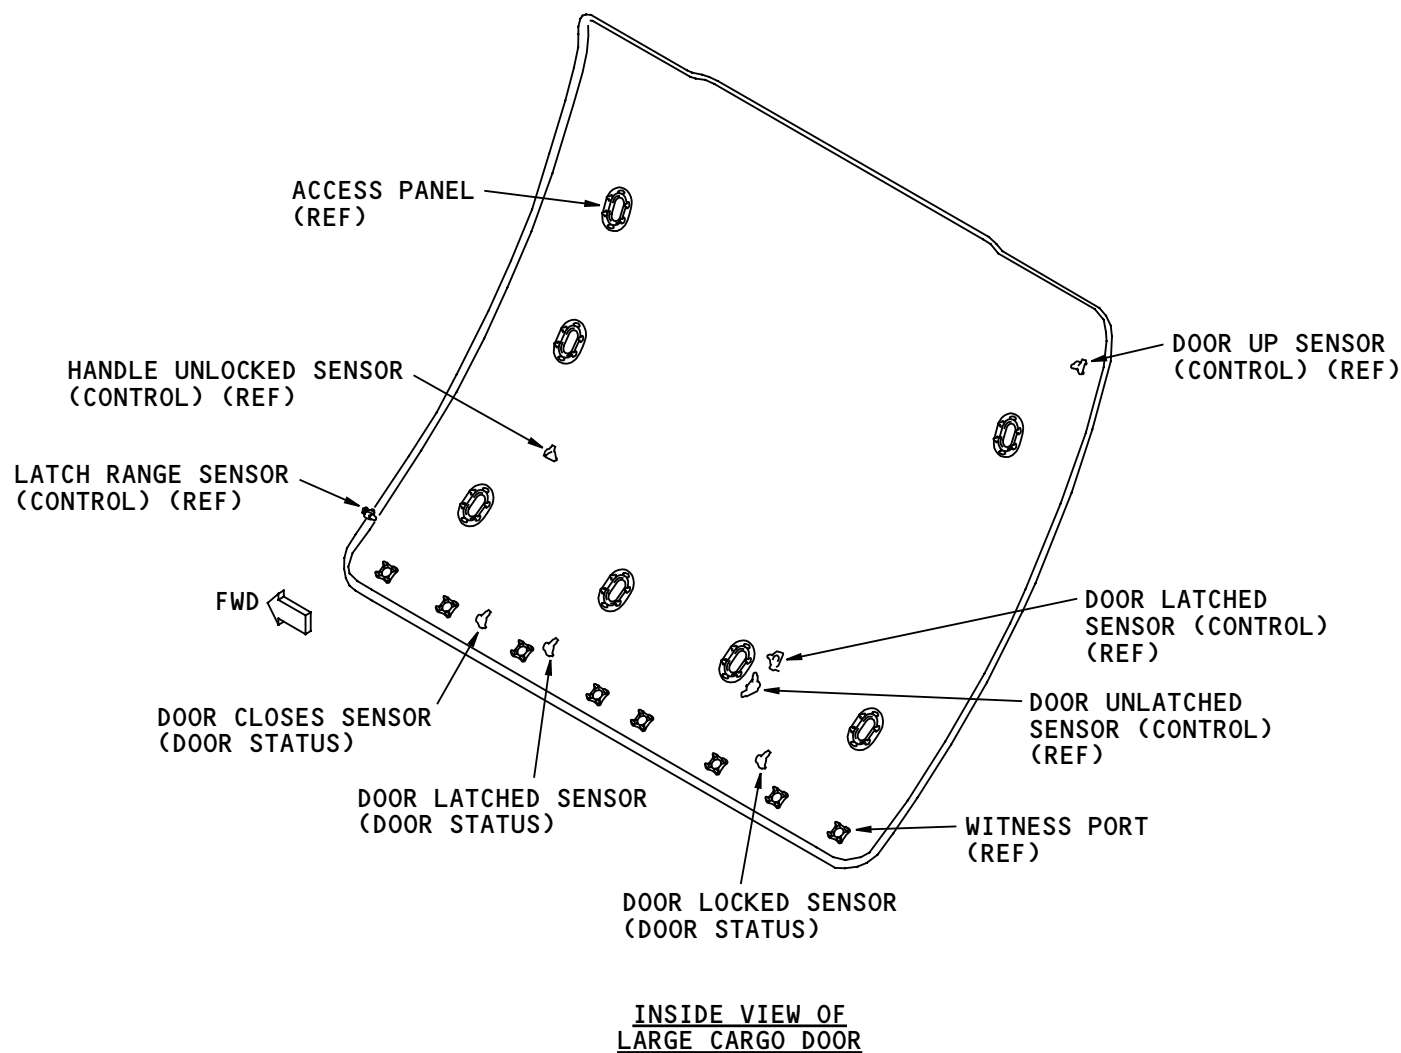 ACCESS PANEL
(REF)
HANDLE UNLOCKED SENSOR
(CONTROL) (REF)
LATCH RANGE SENSOR
(CONTROL) (REF)
FWD
DOOR CLOSES SENSOR
(DOOR STATUS)
DOOR LATCHED SENSOR
(DOOR STATUS)
DOOR LOCKED SENSOR
(DOOR STATUS)
DOOR UP SENSOR
(CONTROL) (REF)
DOOR LATCHED
SENSOR (CONTROL)
(REF)
DOOR UNLATCHED
SENSOR (CONTROL)
(REF)
WITNESS PORT
(REF)
INSIDE VIEW OF
LARGE CARGO DOOR